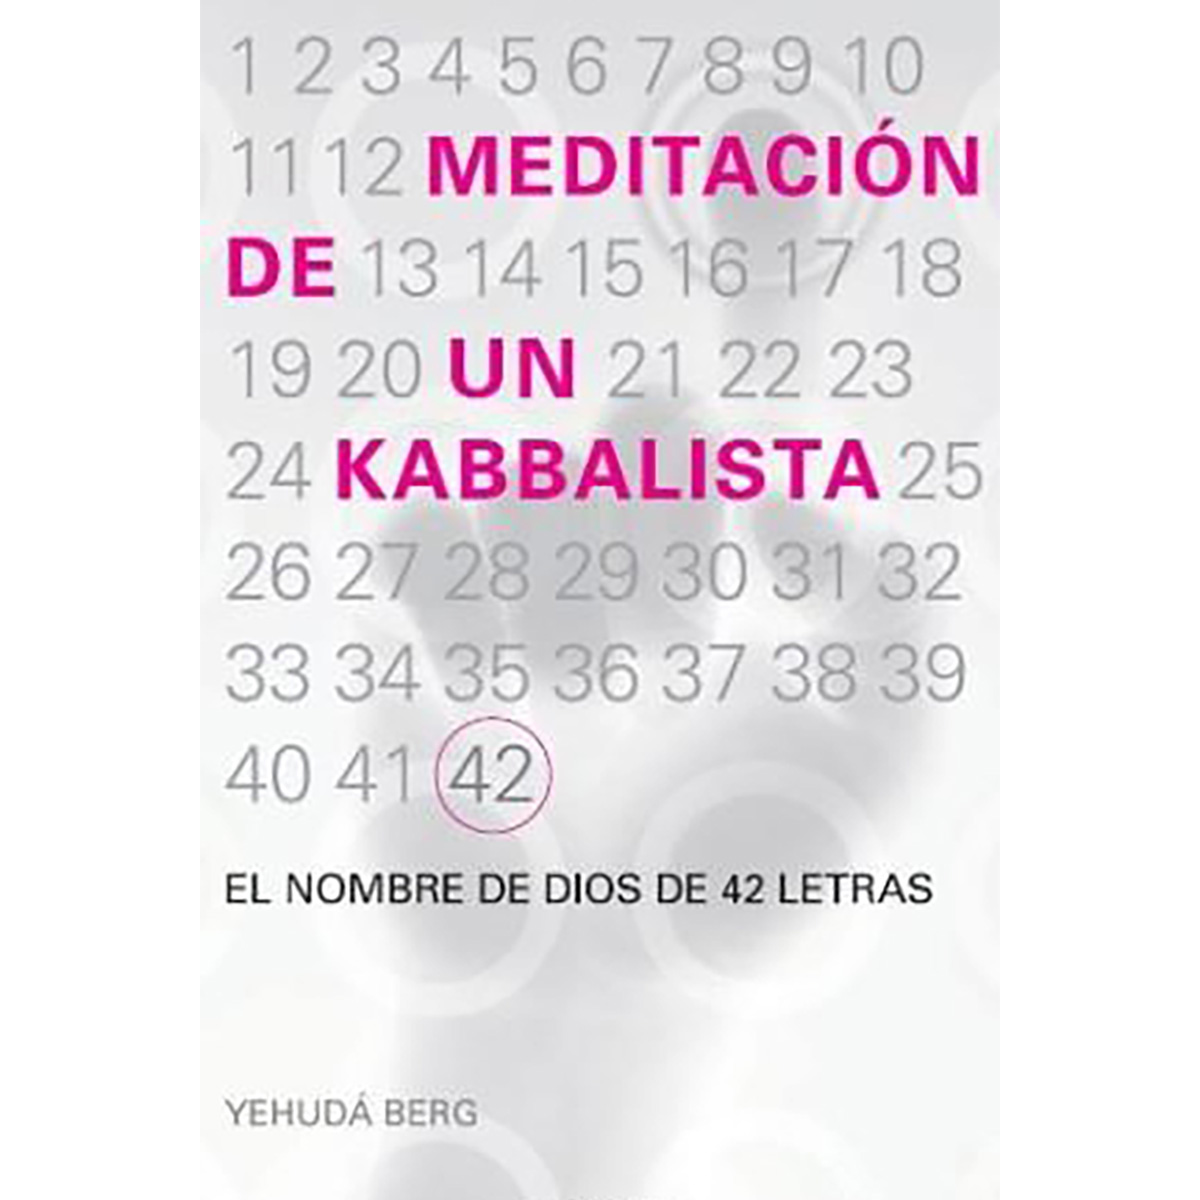 1 2 3 4 5 6 7 8 9 10
11 12 MEDITACIÓN
DE 13 14 15 16 17 18
19 20 UN 21 22 23
24 KABBALISTA 25
26 27 28 29 30 31 32
33 34 35 36 37 38 39
40 41 42
EL NOMBRE DE DIOS DE 42 LETRAS
YEHUDÁ BERG